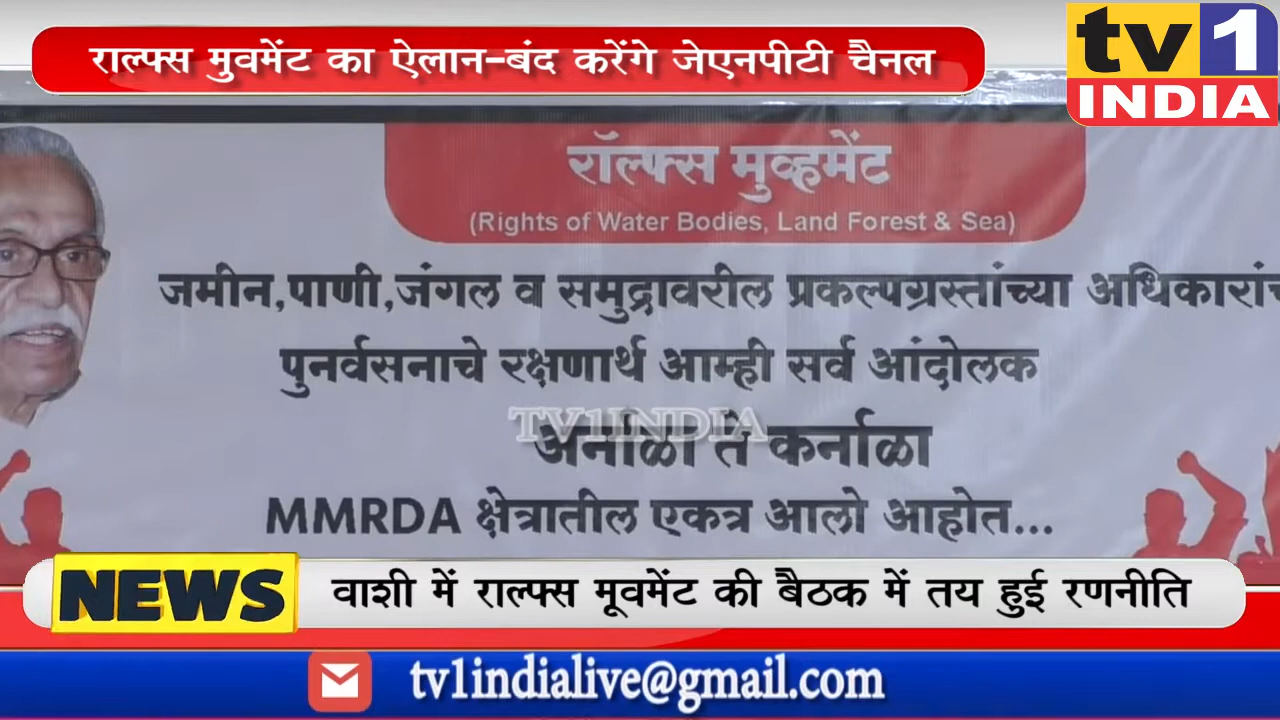 राल्फ्स मुवमेंट का ऐलान-बंद करेंगे जेएनपीटी चैनल
tv1
INDIA
रॉल्फ्स मुव्हमेंट
(Rights of Water Bodies, Land Forest & Sea)
जमीन,पाणी,जंगल व समुद्रावरील प्रकल्पग्रस्तांच्या
पुनर्वसनाचे रक्षणार्थ आम्ही सर्व आंदोलक
TV1INDIA
अर्नाळा ते कर्नाळा
MMRDA क्षेत्रातील एकत्र आलो आहोत...
NEWS वाशी में राल्फ्स मूवमेंट की बैठक में तय हुई रणनीति
tv1indialive@gmail.com